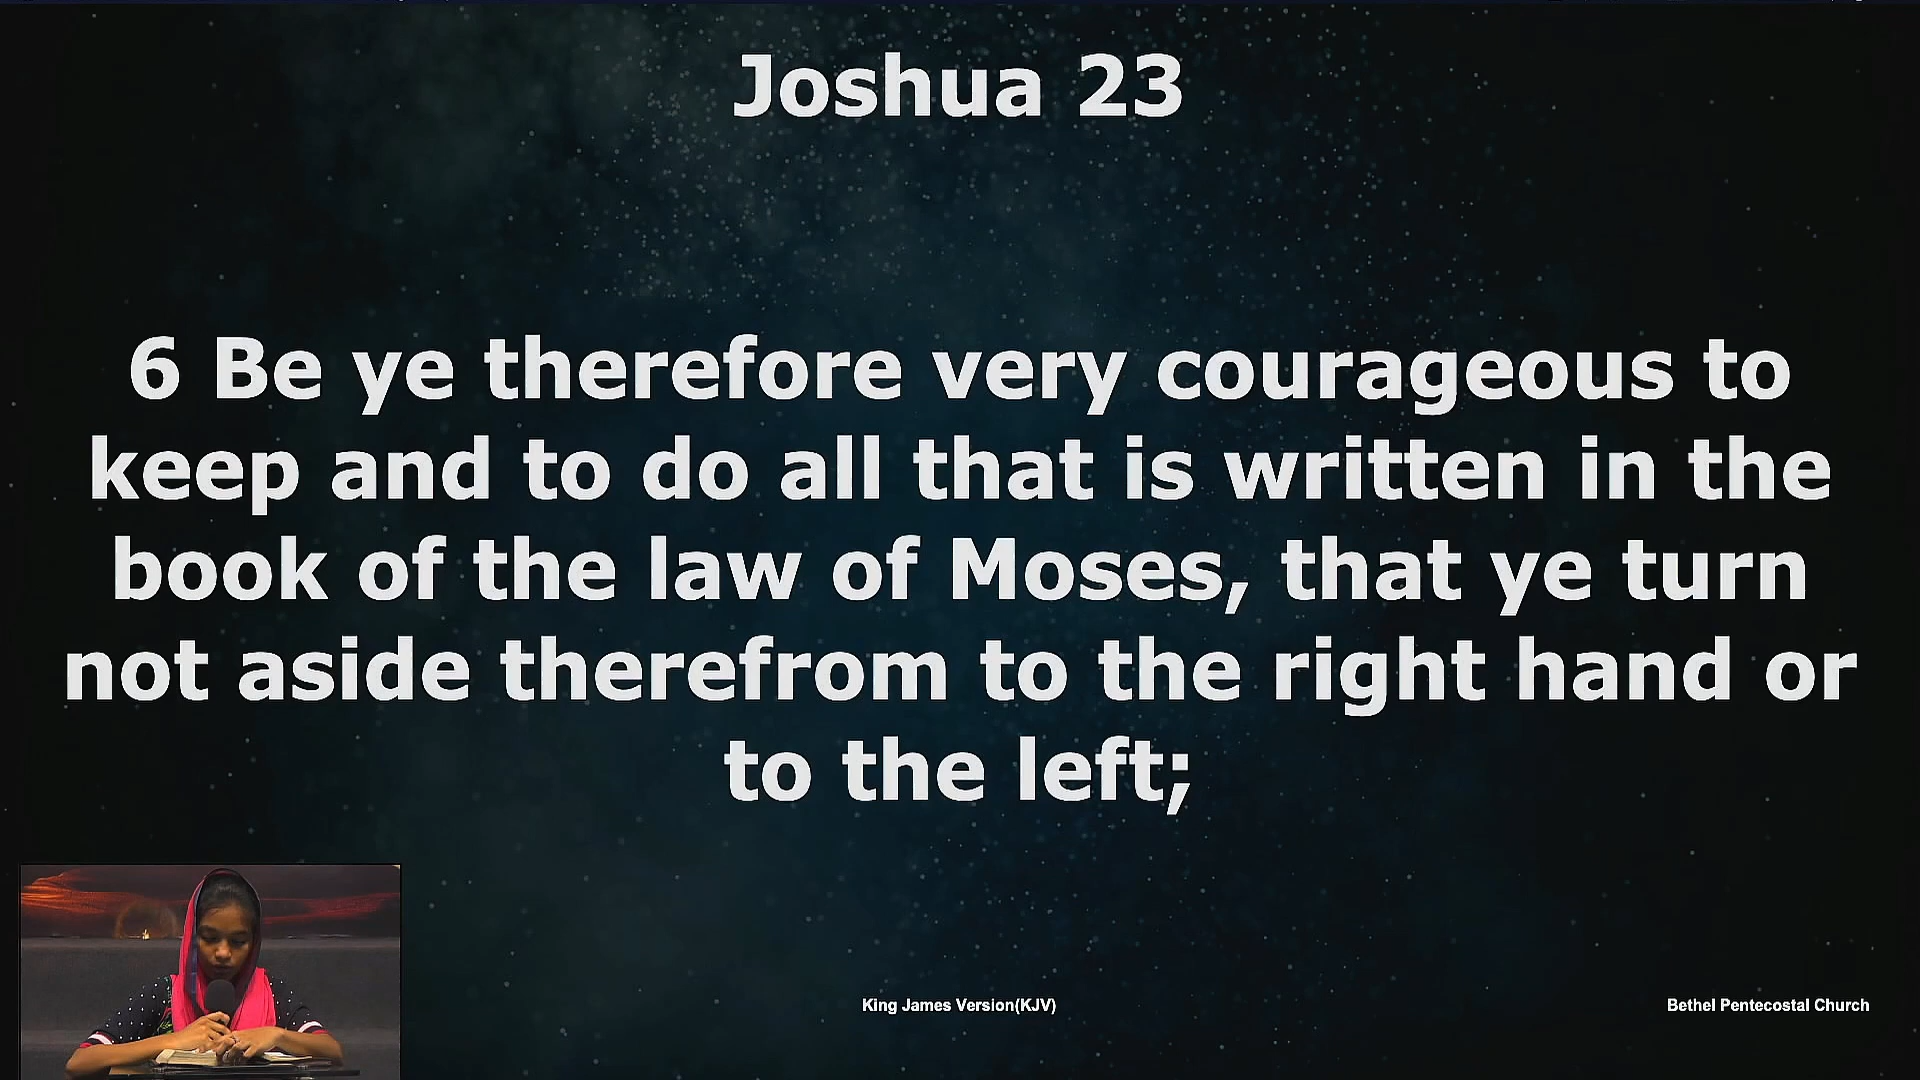 Joshua 23
6 Be ye therefore very courageous to
keep and to do all that is written in the
book of the law of Moses, that ye turn
not aside therefrom to the right hand or
to the left;
King James Version(KJV)
Bethel Pentecostal Church